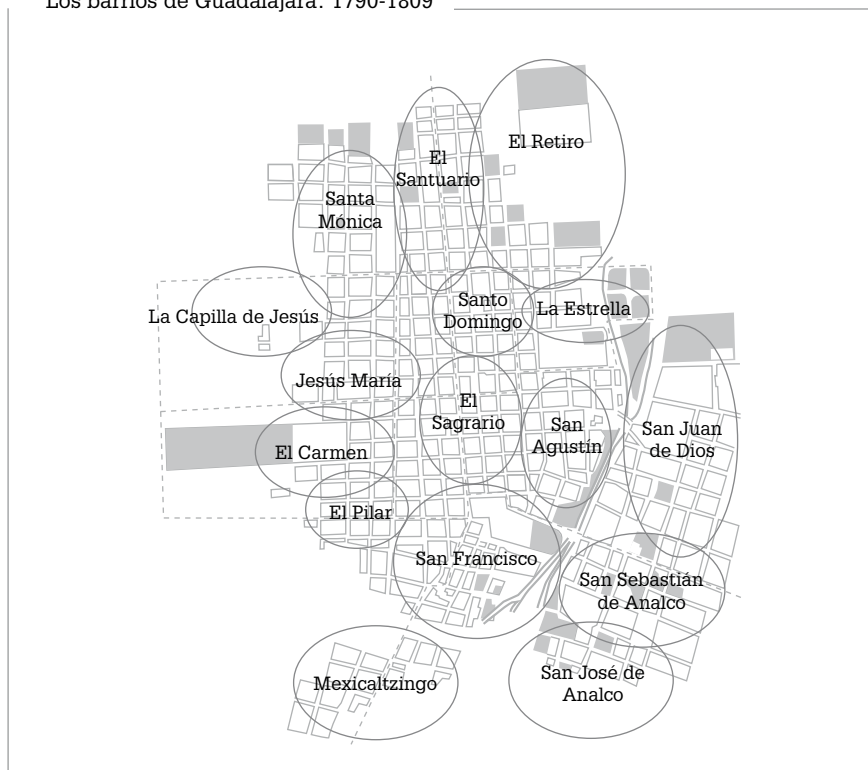 Los barrios de Guadalajara. 1790-1809
El Retiro
El
Santuario
Santa
Mónica
La Capilla de Jesús
Santo
Domingo
La Estrella
Jesús María
El
Sagrario
San
Agustín
San Juan
de Dios
El Carmen
El Pilar
San Francisco
San Sebastián
de Analco
Mexicaltzingo
San José de
Analco